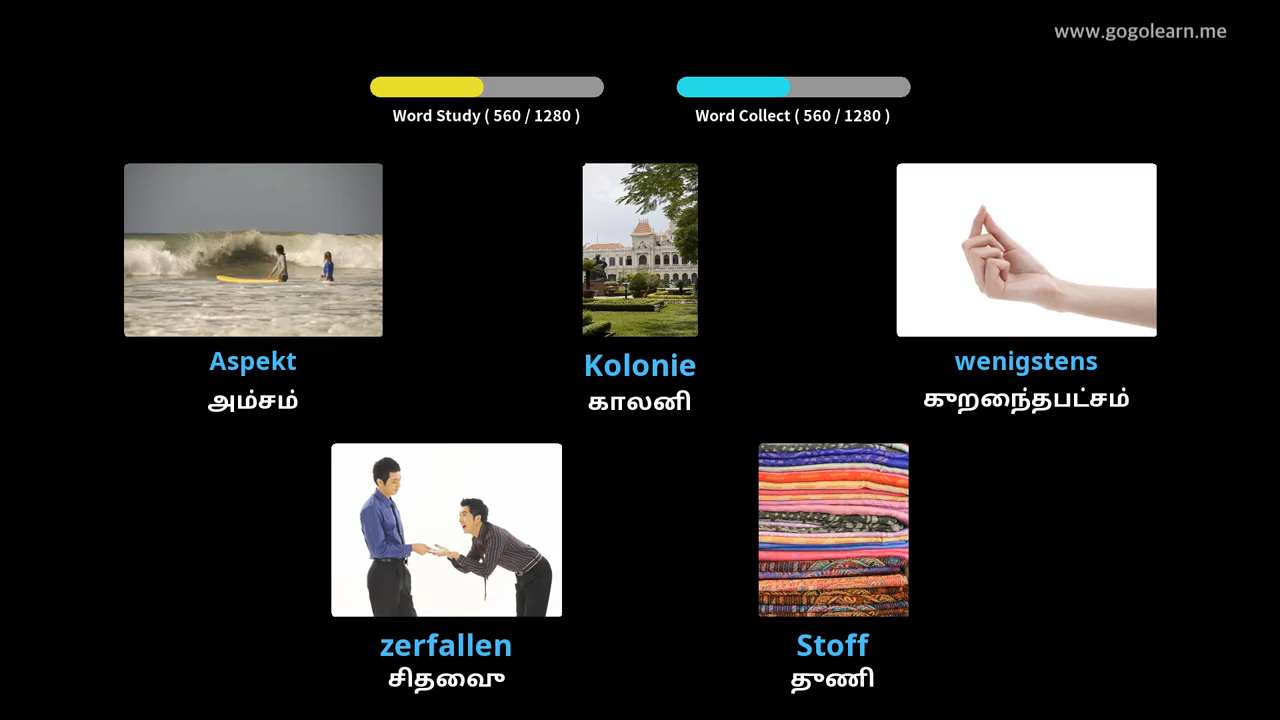 www.gogolearn.me
Word Study ( 560 / 1280 )
Word Collect ( 560 / 1280 )
Aspekt
அம்சம்
Kolonie
காலனி
wenigstens
குறைந்தபட்சம்
zerfallen
சிதைவு
Stoff
துணி